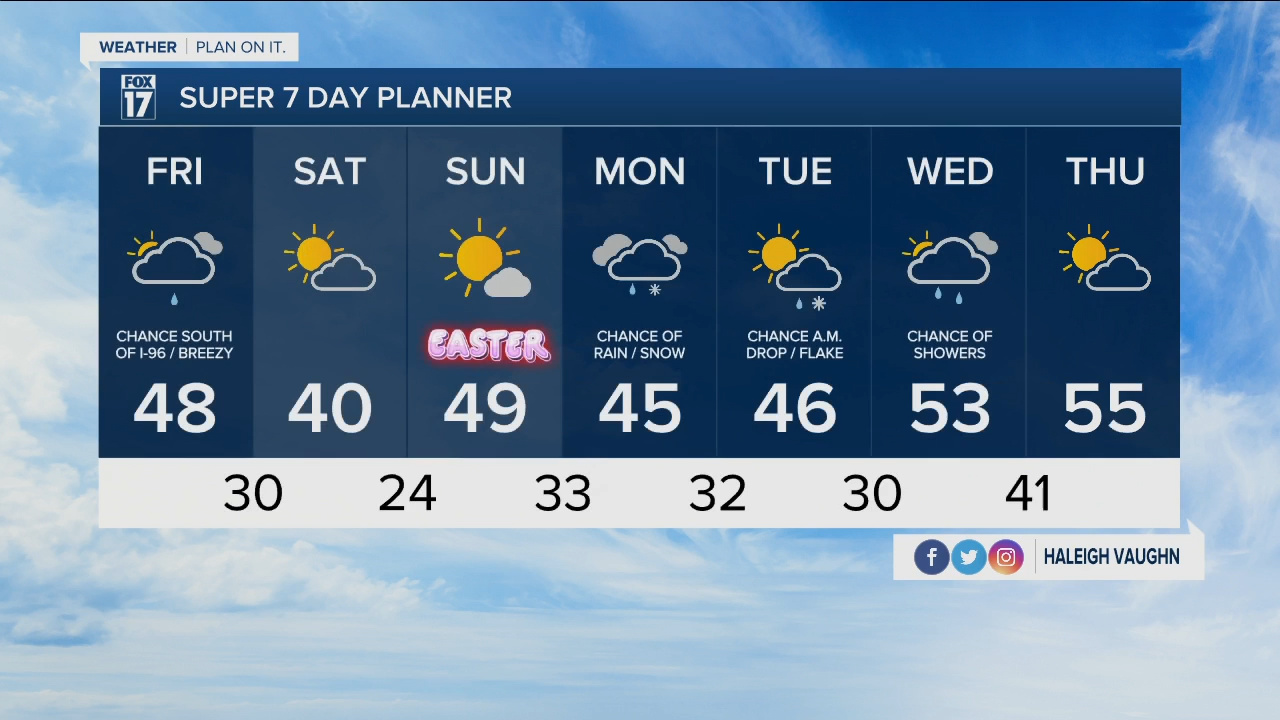 WEATHER | PLAN ON IT.
FOX
17
SUPER 7 DAY PLANNER
FRI
SAT
SUN
MON
TUE
WED
THU
CHANCE SOUTH
OF I-96 / BREEZY
EASTER
CHANCE OF
RAIN / SNOW
CHANCE A.M.
DROP / FLAKE
CHANCE OF
SHOWERS
48
40
49
45
46
53
55
30
24
33
32
30
41
HALEIGH VAUGHN